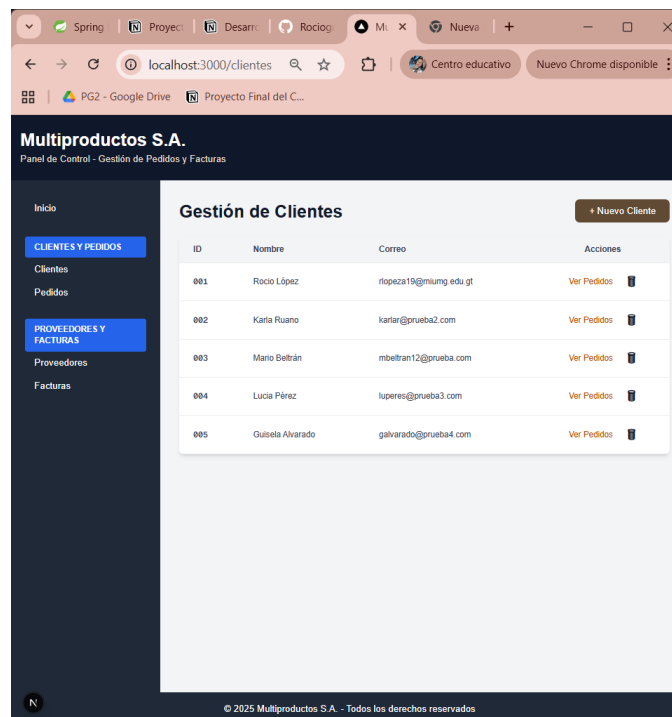 Spring
Proyect
Desarro
Rociog
Mu
Nueva
localhost:3000/clientes
Centro educativo
Nuevo Chrome disponible
PG2 - Google Drive
Proyecto Final del C...
Multiproductos S.A.
Panel de Control - Gestión de Pedidos y Facturas
Inicio
CLIENTES Y PEDIDOS
Clientes
Pedidos
PROVEEDORES Y
FACTURAS
Proveedores
Facturas
Gestión de Clientes
+ Nuevo Cliente
ID Nombre Correo Acciones
001 Rocio López rlopeza19@miumg.edu.gt Ver Pedidos
002 Karla Ruano karlar@prueba2.com Ver Pedidos
003 Mario Beltrán mbeltran12@prueba.com Ver Pedidos
004 Lucia Pérez luperes@prueba3.com Ver Pedidos
005 Guisela Alvarado galvarado@prueba4.com Ver Pedidos
N
© 2025 Multiproductos S.A. - Todos los derechos reservados